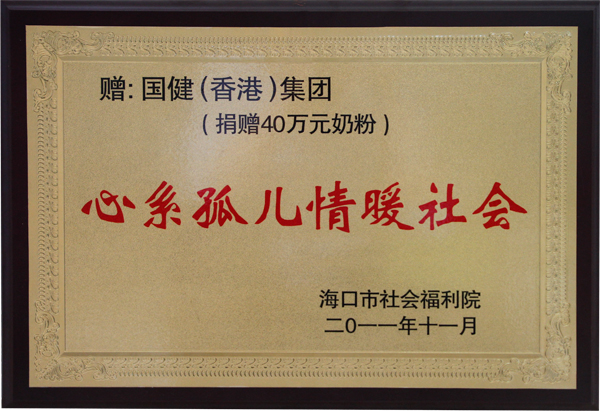 赠:国健(香港)集团
(捐赠40万元奶粉)
心系孤儿情暖社会
海口市社会福利院
二0一一年十一月